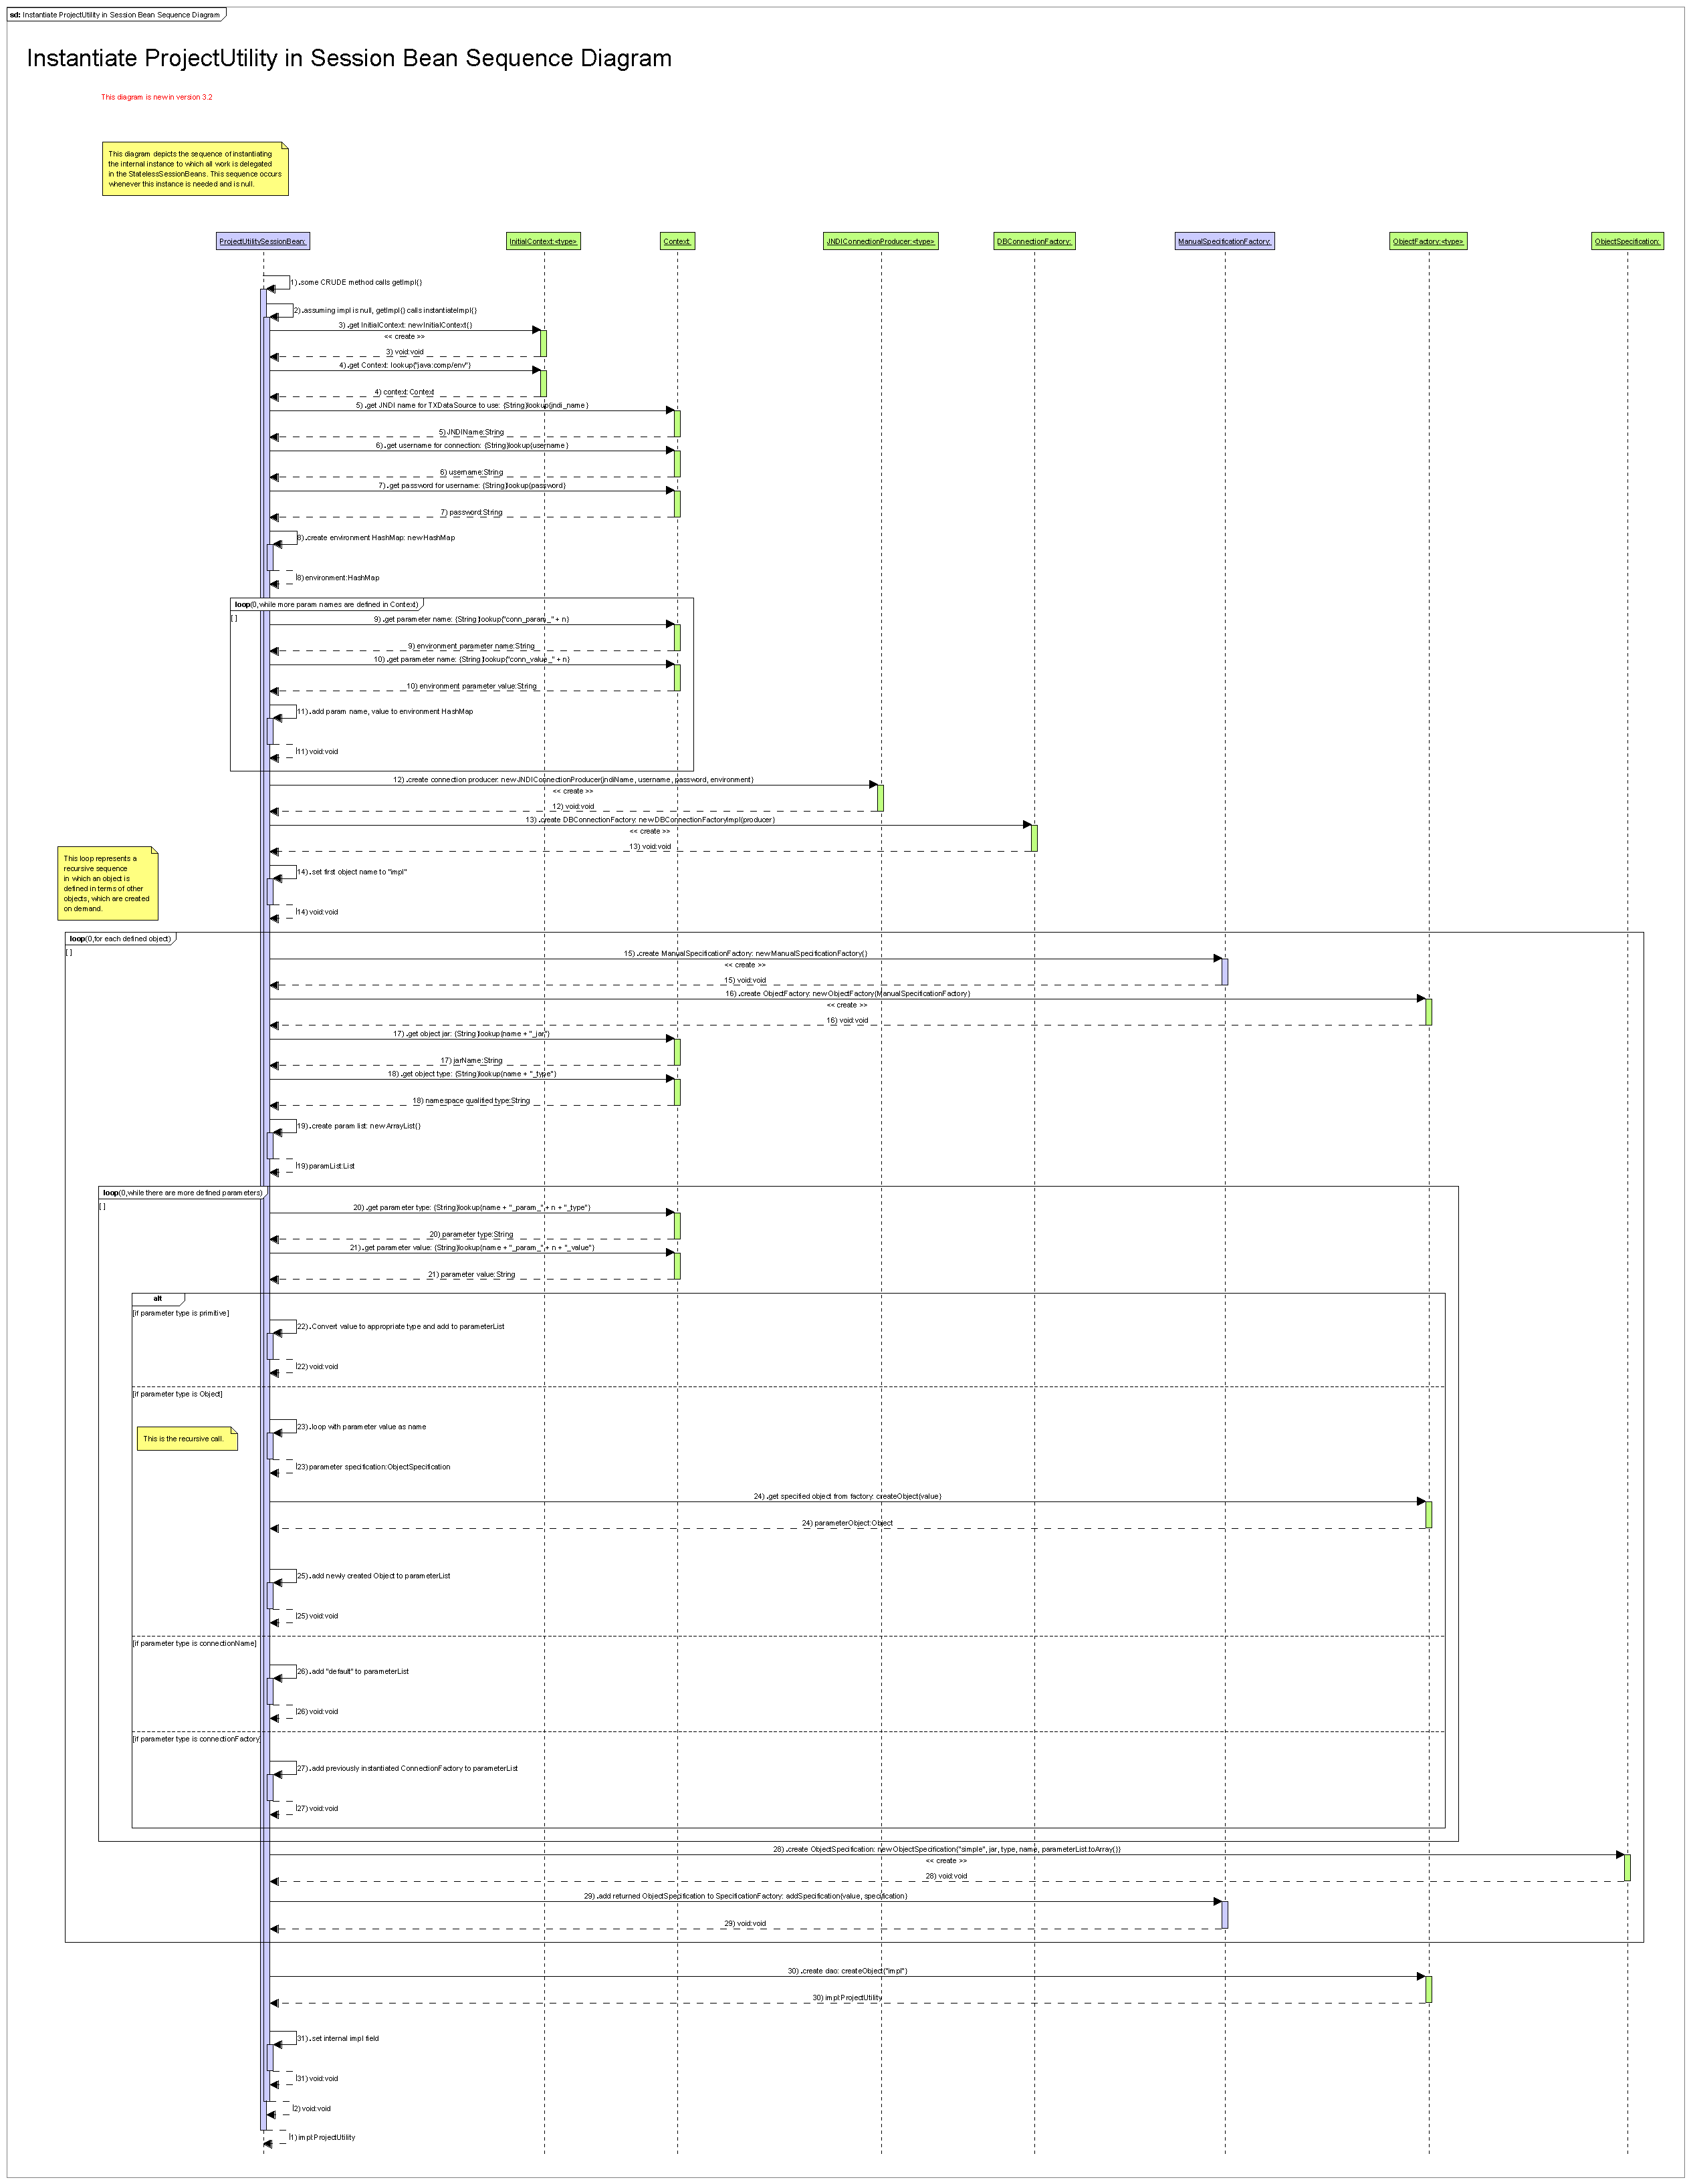 sd: Instantiate ProjectUtility in Session Bean Sequence Diagram
Instantiate ProjectUtility in Session Bean Sequence Diagram
This diagram is new in version 3.2
This diagram depicts the sequence of instantiating
the internal instance to which all work is delegated
in the StatelessSessionBeans. This sequence occurs
whenever this instance is needed and is null.
ProjectUtilitySessionBean:
InitialContext:<type>
Context:
JNDIConnectionProducer:<type>
DBConnectionFactory:
ManualSpecificationFactory:
ObjectFactory:<type>
ObjectSpecification:
1) .some CRUDE method calls getImpl()
2) .assuming impl is null, getImpl() calls instantiateImpl()
3) .get InitialContext: new InitialContext()
<< create >>
3) void:void
4) .get Context: lookup("java:comp/env")
4) context:Context
5) .get JNDI name for TXDataSource to use: (String)lookup(jndi_name)
5) JNDIName:String
6) .get username for connection: (String)lookup(username)
6) username:String
7) .get password for username: (String)lookup(password)
7) password:String
8) .create environment HashMap: new HashMap
8) environment:HashMap
loop(0,while more param names are defined in Context)
[ ]
9) .get parameter name: (String)lookup("conn_param_" + n)
9) environment parameter name:String
10) .get parameter name: (String)lookup("conn_value_" + n)
10) environment parameter value:String
11) .add param name, value to environment HashMap
11) void:void
12) .create connection producer: new JNDIConnectionProducer(jndiName, username, password, environment)
<< create >>
12) void:void
13) .create DBConnectionFactory: new DBConnectionFactoryImpl(producer)
<< create >>
13) void:void
This loop represents a
recursive sequence
in which an object is
defined in terms of other
objects, which are created
on demand.
14) .set first object name to "impl"
14) void:void
loop(0,for each defined object)
[ ]
15) .create ManualSpecificationFactory: new ManualSpecificationFactory()
<< create >>
15) void:void
16) .create ObjectFactory: new ObjectFactory(ManualSpecificationFactory)
<< create >>
16) void:void
17) .get object jar: (String)lookup(name + "_jar")
17) jarName:String
18) .get object type: (String)lookup(name + "_type")
18) namespace qualified type:String
19) .create param list: new ArrayList()
19) paramList:List
loop(0,while there are more defined parameters)
[ ]
20) .get parameter type: (String)lookup(name + "_param_" + n + "_type")
20) parameter type:String
21) .get parameter value: (String)lookup(name + "_param_" + n + "_value")
21) parameter value:String
alt
[if parameter type is primitive]
22) .Convert value to appropriate type and add to parameterList
22) void:void
[if parameter type is Object]
23) .loop with parameter value as name
This is the recursive call.
23) parameter specification:ObjectSpecification
24) .get specified object from factory: createObject(value)
24) parameterObject:Object
25) .add newly created Object to parameterList
25) void:void
[if parameter type is connectionName]
26) .add "default" to parameterList
26) void:void
[if parameter type is connectionFactory]
27) .add previously instantiated ConnectionFactory to parameterList
27) void:void
28) .create ObjectSpecification: new ObjectSpecification("simple", jar, type, name, parameterList.toArray())
<< create >>
28) void:void
29) .add returned ObjectSpecification to SpecificationFactory: addSpecification(value, specification)
29) void:void
30) .create dao: createObject("impl")
30) impl:ProjectUtility
31) .set internal impl field
31) void:void
2) void:void
1) impl:ProjectUtility